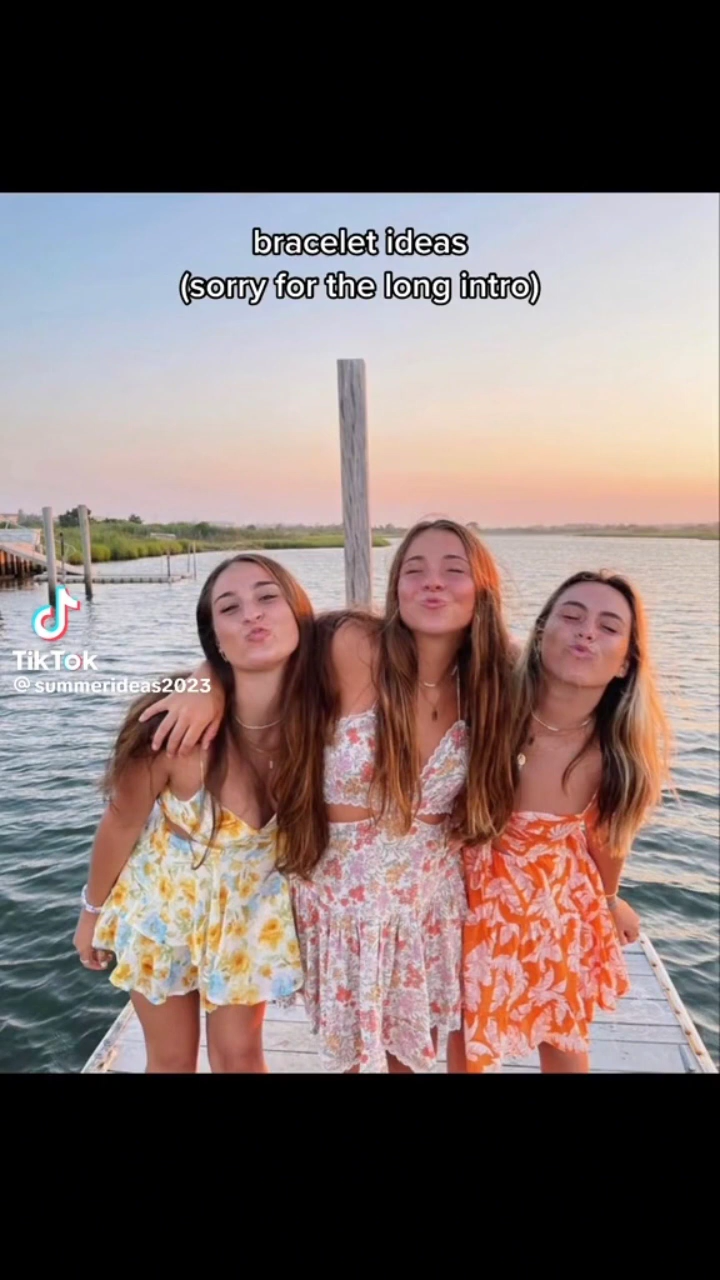 bracelet ideas
(sorry for the long intro)
TikTok
@summerideas2023